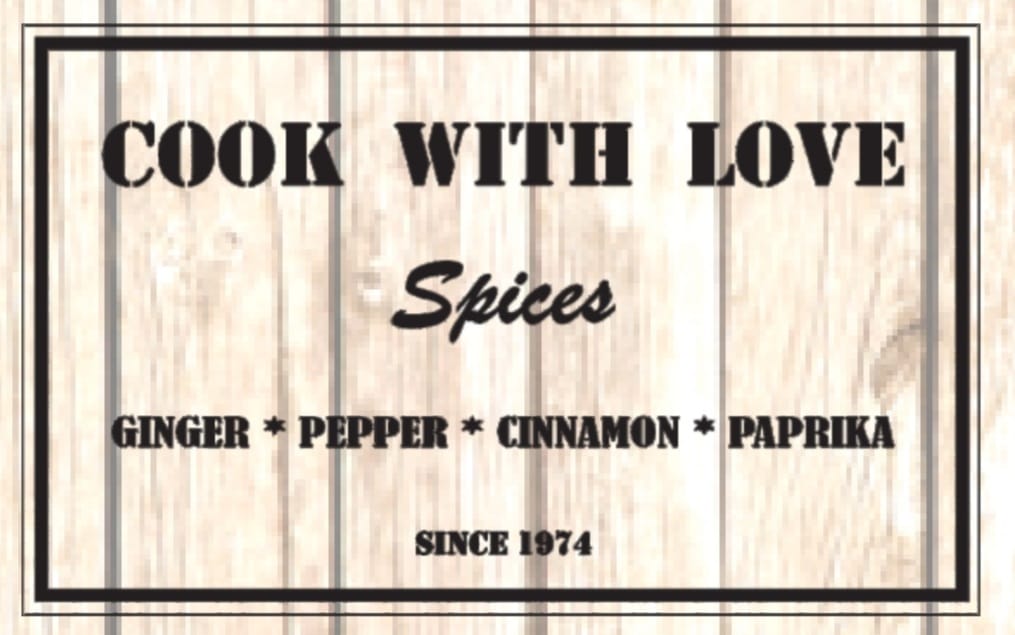 COOK WITH LOVE
Spices
GINGER * PEPPER * CINNAMON * PAPRIKA
SINCE 1974